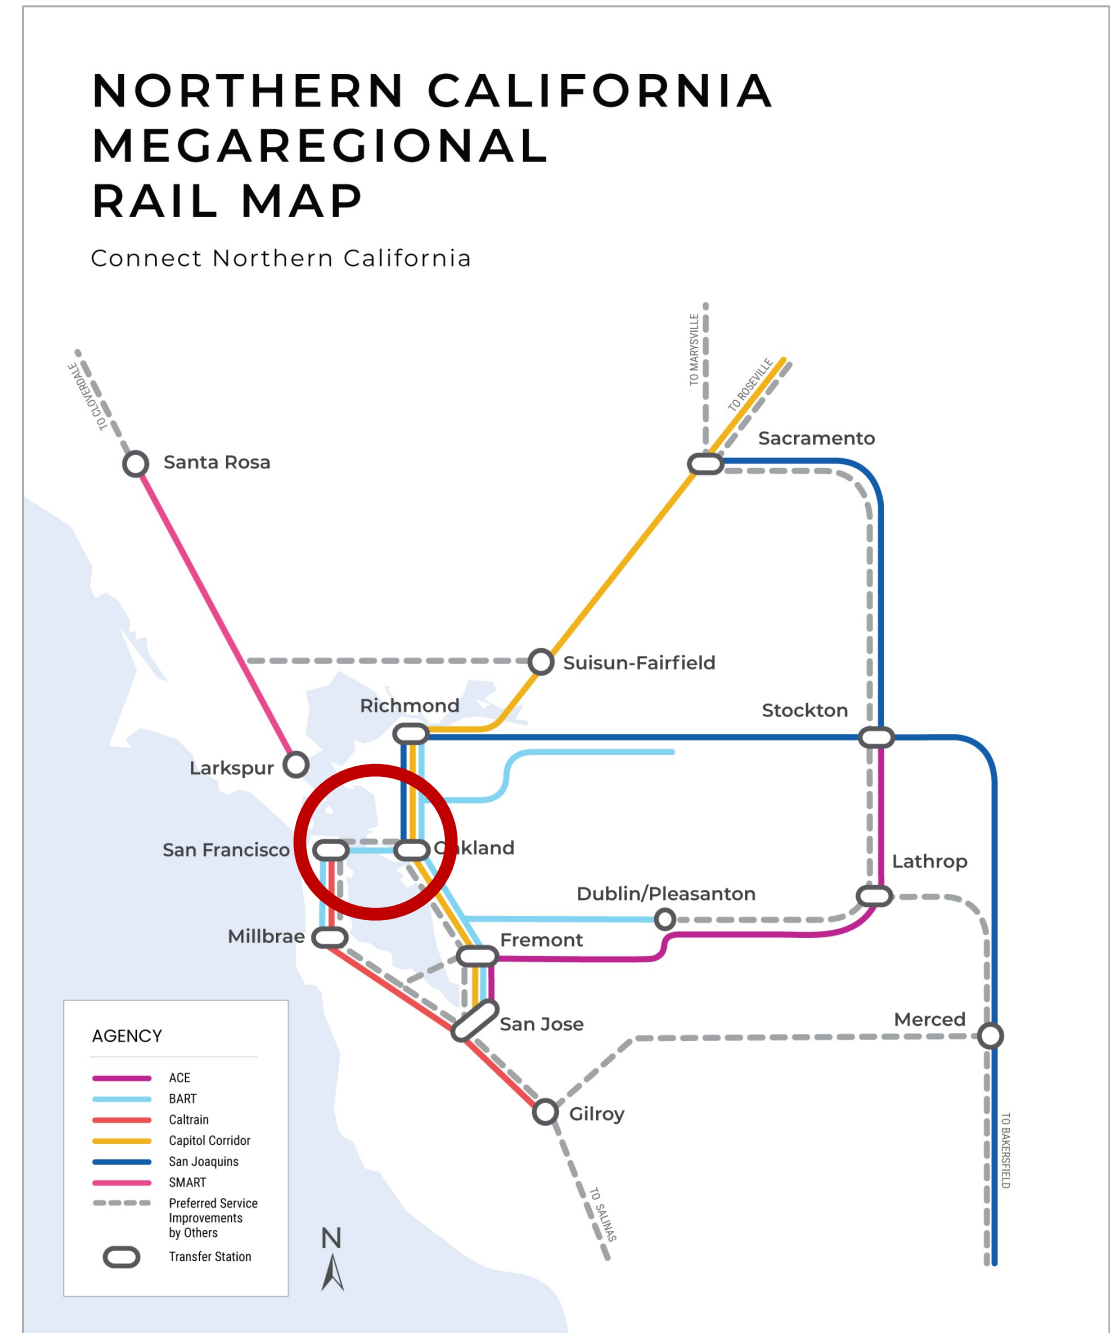 NORTHERN CALIFORNIA
MEGAREGIONAL
RAIL MAP
Connect Northern California
TO MARYSVILLE
TO ROSEVILLE
TO CLOVERDALE
Sacramento
Santa Rosa
Suisun-Fairfield
Richmond
Stockton
Larkspur
San Francisco
Oakland
Lathrop
Dublin/Pleasanton
Millbrae
Fremont
San Jose
Merced
Gilroy
TO BAKERSFIELD
TO SALINAS
AGENCY
ACE
BART
Caltrain
Capitol Corridor
San Joaquins
SMART
Preferred Service
Improvements
by Others
Transfer Station
N